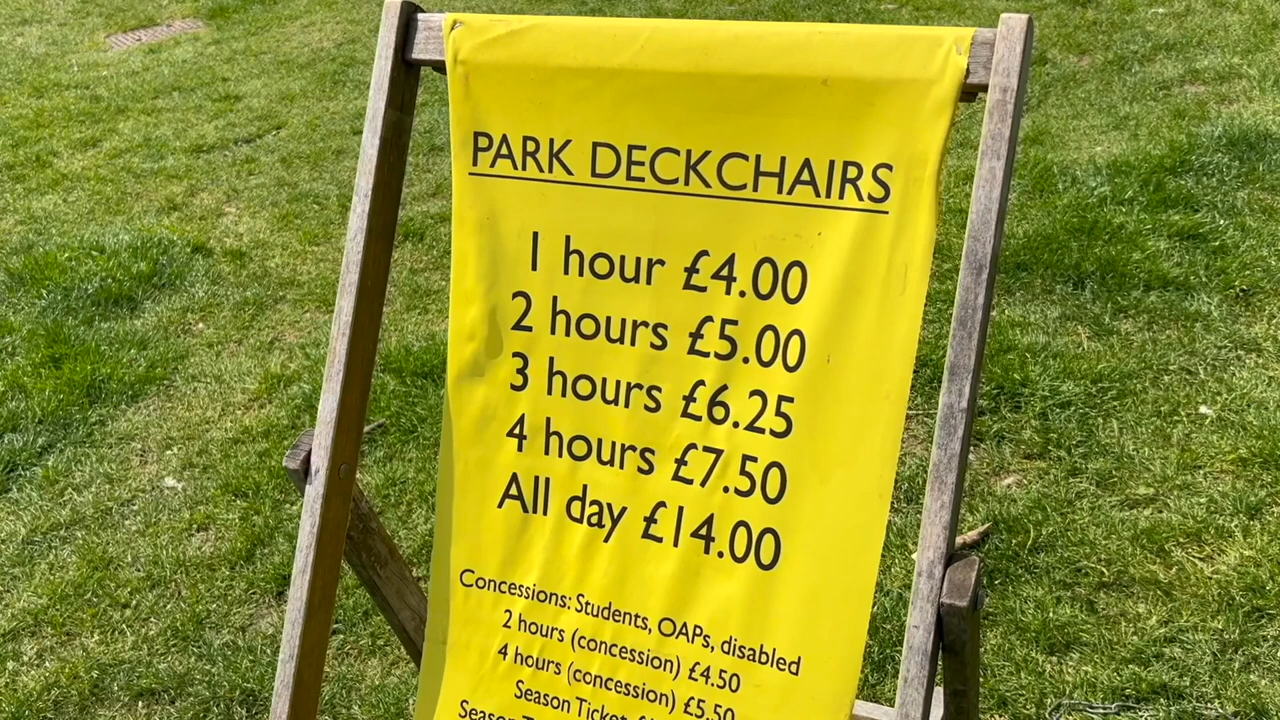 PARK DECKCHAIRS
1 hour £4.00
2 hours £5.00
3 hours £6.25
4 hours £7.50
All day £14.00
Concessions: Students, OAPs, disabled
2 hours (concession) £4.50
4 hours (concession) £5.50
Season Ticket
Season